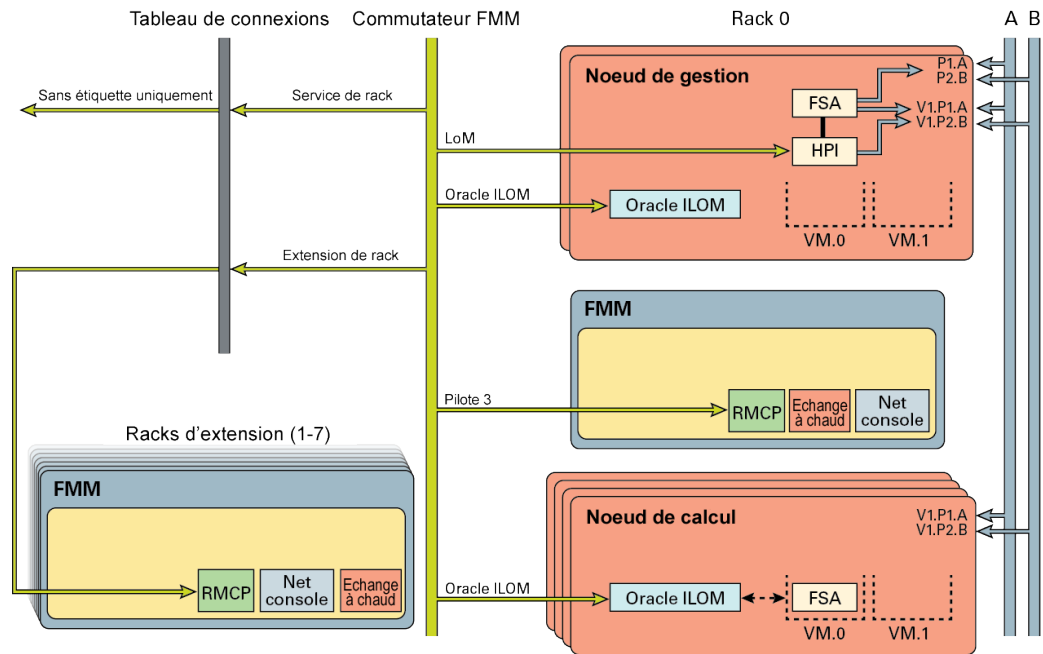 Tableau de connexions
Commutateur FMM
Rack 0
A
B
Noeud de gestion
P1.A
P2.B
Sans étiquette uniquement
Service de rack
FSA
V1.P1.A
V1.P2.B
LoM
HPI
Oracle ILOM
Oracle ILOM
VM.0
VM.1
Extension de rack
FMM
Pilote 3
RMCP
Echange
à chaud
Net
console
Racks d'extension (1-7)
FMM
RMCP
Net
console
Echange
à chaud
Noeud de calcul
V1.P1.A
V1.P2.B
Oracle ILOM
Oracle ILOM
FSA
VM.0
VM.1